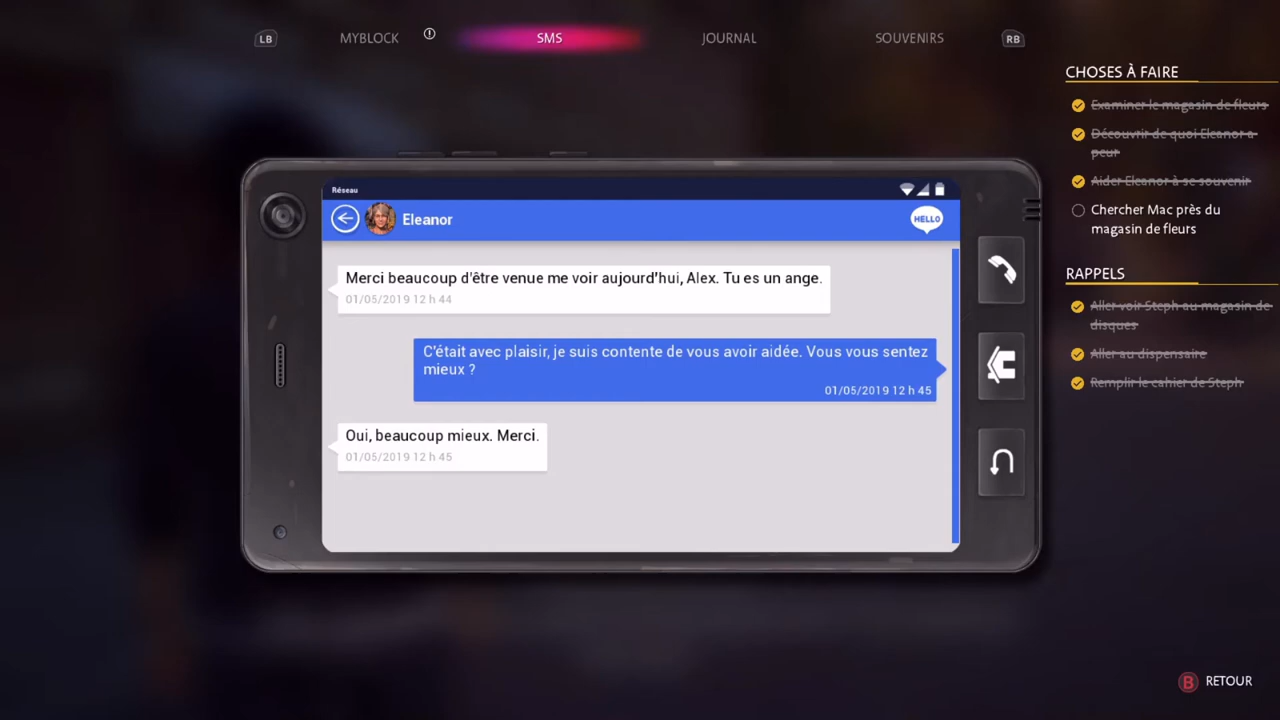 LB
MYBLOCK
SMS
JOURNAL
SOUVENIRS
RB
CHOSES À FAIRE
Examiner le magasin de fleurs
Découvrir de quoi Eleanor a
peur
Aider Eleanor à se souvenir
Chercher Mac près du
magasin de fleurs
RAPPELS
Aller voir Steph au magasin de
disques
Aller au dispensaire
Remplir le cahier de Steph
Réseau
Eleanor
HELLO
Merci beaucoup d'être venue me voir aujourd'hui, Alex. Tu es un ange.
01/05/2019 12 h 44
C'était avec plaisir, je suis contente de vous avoir aidée. Vous vous sentez
mieux ?
01/05/2019 12 h 45
Oui, beaucoup mieux. Merci.
01/05/2019 12 h 45
B RETOUR